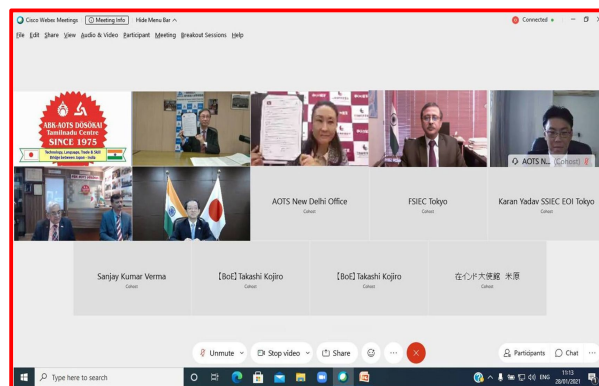 Cisco Webex Meetings
Meeting Info
Hide Menu Bar
Connected
File Edit Share View Audio & Video Participant Meeting Breakout Sessions Help
ABK-AOTS DOSOKAI
Tamilnadu Centre
SINCE 1975
Technology, Language, Trade & Skill
Bridge between Japan - India
AOTS N... (Cohost)
AOTS New Delhi Office
Cohost
FSIEC Tokyo
Cohost
Karan Yadav SSIEC EOI Tokyo
Cohost
Sanjay Kumar Verma
Cohost
【BoE】Takashi Kojiro
Cohost
【BoE】Takashi Kojiro
Cohost
在インド大使館 米原
Cohost
Unmute
Stop video
Share
Participants
Chat
Type here to search
ENG
11:13
28/01/2021